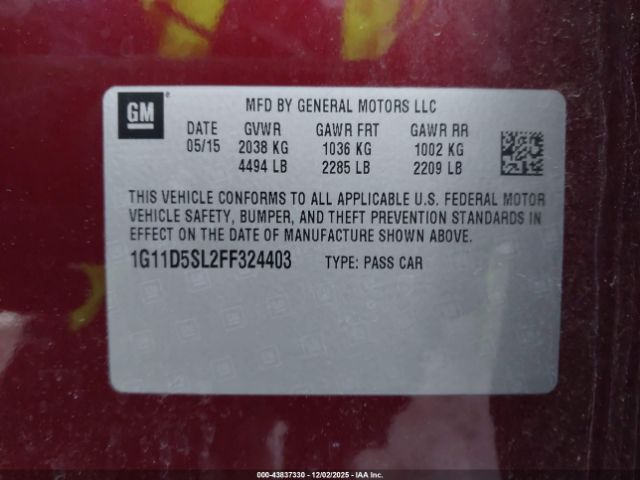 GM MFD BY GENERAL MOTORS LLC
DATE GVWR GAWR FRT GAWR RR
05/15 2038 KG 1036 KG 1002 KG
4494 LB 2285 LB 2209 LB
THIS VEHICLE CONFORMS TO ALL APPLICABLE U.S. FEDERAL MOTOR
VEHICLE SAFETY, BUMPER, AND THEFT PREVENTION STANDARDS IN
EFFECT ON THE DATE OF MANUFACTURE SHOWN ABOVE.
1G11D5SL2FF324403 TYPE: PASS CAR
000-43837330 - 12/02/2025 - IAA Inc.